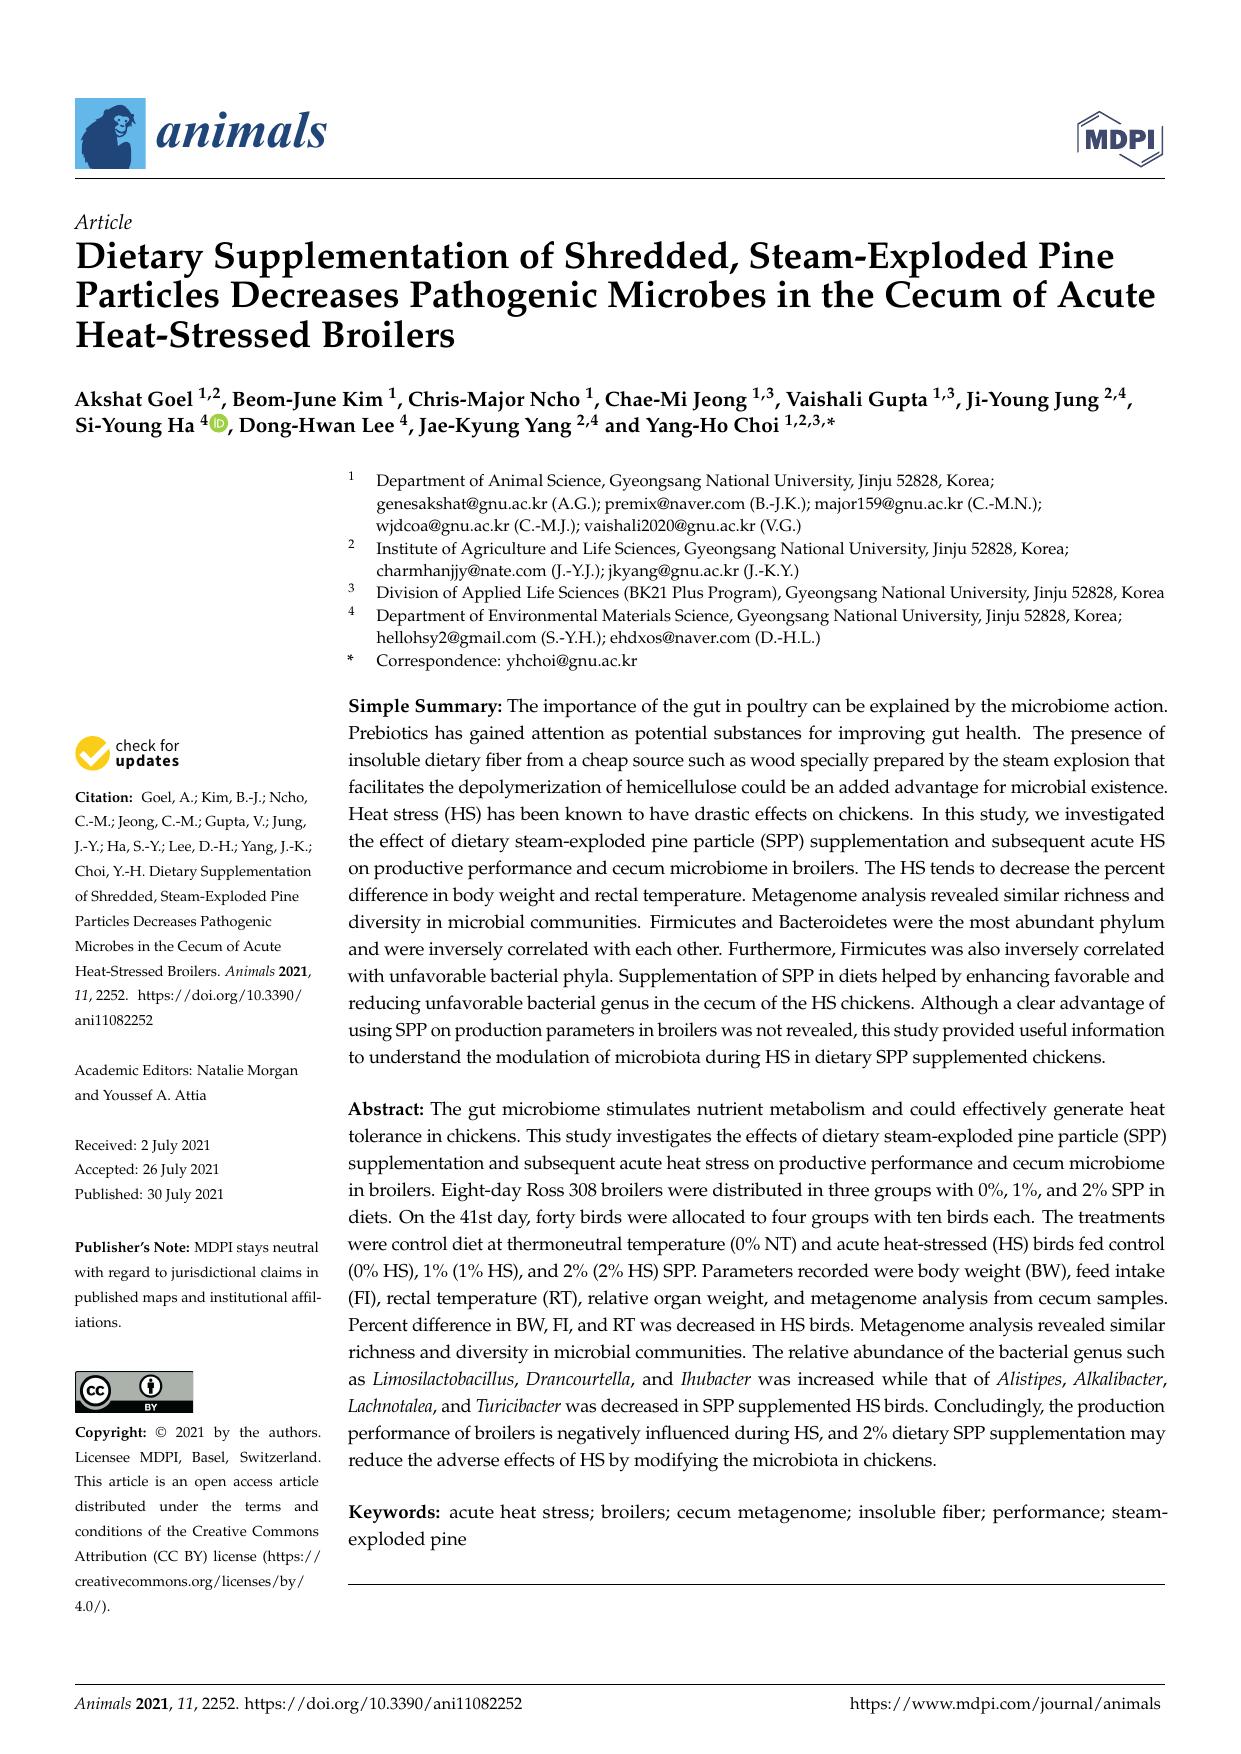 animals
MDPI
Article
Dietary Supplementation of Shredded, Steam-Exploded Pine
Particles Decreases Pathogenic Microbes in the Cecum of Acute
Heat-Stressed Broilers
Akshat Goel 1,2, Beom-June Kim 1, Chris-Major Ncho 1, Chae-Mi Jeong 1,3, Vaishali Gupta 1,3, Ji-Young Jung 2,4,
Si-Young Ha 4 iD, Dong-Hwan Lee 4, Jae-Kyung Yang 2,4 and Yang-Ho Choi 1,2,3,*
1 Department of Animal Science, Gyeongsang National University, Jinju 52828, Korea;
genesakshat@gnu.ac.kr (A.G.); premix@naver.com (B.-J.K.); major159@gnu.ac.kr (C.-M.N.);
wjdcoa@gnu.ac.kr (C.-M.J.); vaishali2020@gnu.ac.kr (V.G.)
2 Institute of Agriculture and Life Sciences, Gyeongsang National University, Jinju 52828, Korea;
charmhanjjy@nate.com (J.-Y.J.); jkyang@gnu.ac.kr (J.-K.Y.)
3 Division of Applied Life Sciences (BK21 Plus Program), Gyeongsang National University, Jinju 52828, Korea
4 Department of Environmental Materials Science, Gyeongsang National University, Jinju 52828, Korea;
hellohsy2@gmail.com (S.-Y.H.); ehdxos@naver.com (D.-H.L.)
* Correspondence: yhchoi@gnu.ac.kr
Simple Summary: The importance of the gut in poultry can be explained by the microbiome action.
Prebiotics has gained attention as potential substances for improving gut health. The presence of
insoluble dietary fiber from a cheap source such as wood specially prepared by the steam explosion that
facilitates the depolymerization of hemicellulose could be an added advantage for microbial existence.
Heat stress (HS) has been known to have drastic effects on chickens. In this study, we investigated
the effect of dietary steam-exploded pine particle (SPP) supplementation and subsequent acute HS
on productive performance and cecum microbiome in broilers. The HS tends to decrease the percent
difference in body weight and rectal temperature. Metagenome analysis revealed similar richness and
diversity in microbial communities. Firmicutes and Bacteroidetes were the most abundant phylum
and were inversely correlated with each other. Furthermore, Firmicutes was also inversely correlated
with unfavorable bacterial phyla. Supplementation of SPP in diets helped by enhancing favorable and
reducing unfavorable bacterial genus in the cecum of the HS chickens. Although a clear advantage of
using SPP on production parameters in broilers was not revealed, this study provided useful information
to understand the modulation of microbiota during HS in dietary SPP supplemented chickens.
Abstract: The gut microbiome stimulates nutrient metabolism and could effectively generate heat
tolerance in chickens. This study investigates the effects of dietary steam-exploded pine particle (SPP)
supplementation and subsequent acute heat stress on productive performance and cecum microbiome
in broilers. Eight-day Ross 308 broilers were distributed in three groups with 0%, 1%, and 2% SPP in
diets. On the 41st day, forty birds were allocated to four groups with ten birds each. The treatments
were control diet at thermoneutral temperature (0% NT) and acute heat-stressed (HS) birds fed control
(0% HS), 1% (1% HS), and 2% (2% HS) SPP. Parameters recorded were body weight (BW), feed intake
(FI), rectal temperature (RT), relative organ weight, and metagenome analysis from cecum samples.
Percent difference in BW, FI, and RT was decreased in HS birds. Metagenome analysis revealed similar
richness and diversity in microbial communities. The relative abundance of the bacterial genus such
as Limosilactobacillus, Drancourtella, and Ihubacter was increased while that of Alistipes, Alkalibacter,
Lachnotalea, and Turicibacter was decreased in SPP supplemented HS birds. Concludingly, the production
performance of broilers is negatively influenced during HS, and 2% dietary SPP supplementation may
reduce the adverse effects of HS by modifying the microbiota in chickens.
Keywords: acute heat stress; broilers; cecum metagenome; insoluble fiber; performance; steam-
exploded pine
check for
updates
Citation: Goel, A.; Kim, B.-J.; Ncho,
C.-M.; Jeong, C.-M.; Gupta, V.; Jung,
J.-Y.; Ha, S.-Y.; Lee, D.-H.; Yang, J.-K.;
Choi, Y.-H. Dietary Supplementation
of Shredded, Steam-Exploded Pine
Particles Decreases Pathogenic
Microbes in the Cecum of Acute
Heat-Stressed Broilers. Animals 2021,
11, 2252. https://doi.org/10.3390/
ani11082252
Academic Editors: Natalie Morgan
and Youssef A. Attia
Received: 2 July 2021
Accepted: 26 July 2021
Published: 30 July 2021
Publisher's Note: MDPI stays neutral
with regard to jurisdictional claims in
published maps and institutional affil-
iations.
cc BY
Copyright: © 2021 by the authors.
Licensee MDPI, Basel, Switzerland.
This article is an open access article
distributed under the terms and
conditions of the Creative Commons
Attribution (CC BY) license (https://
creativecommons.org/licenses/by/
4.0/).
Animals 2021, 11, 2252. https://doi.org/10.3390/ani11082252
https://www.mdpi.com/journal/animals